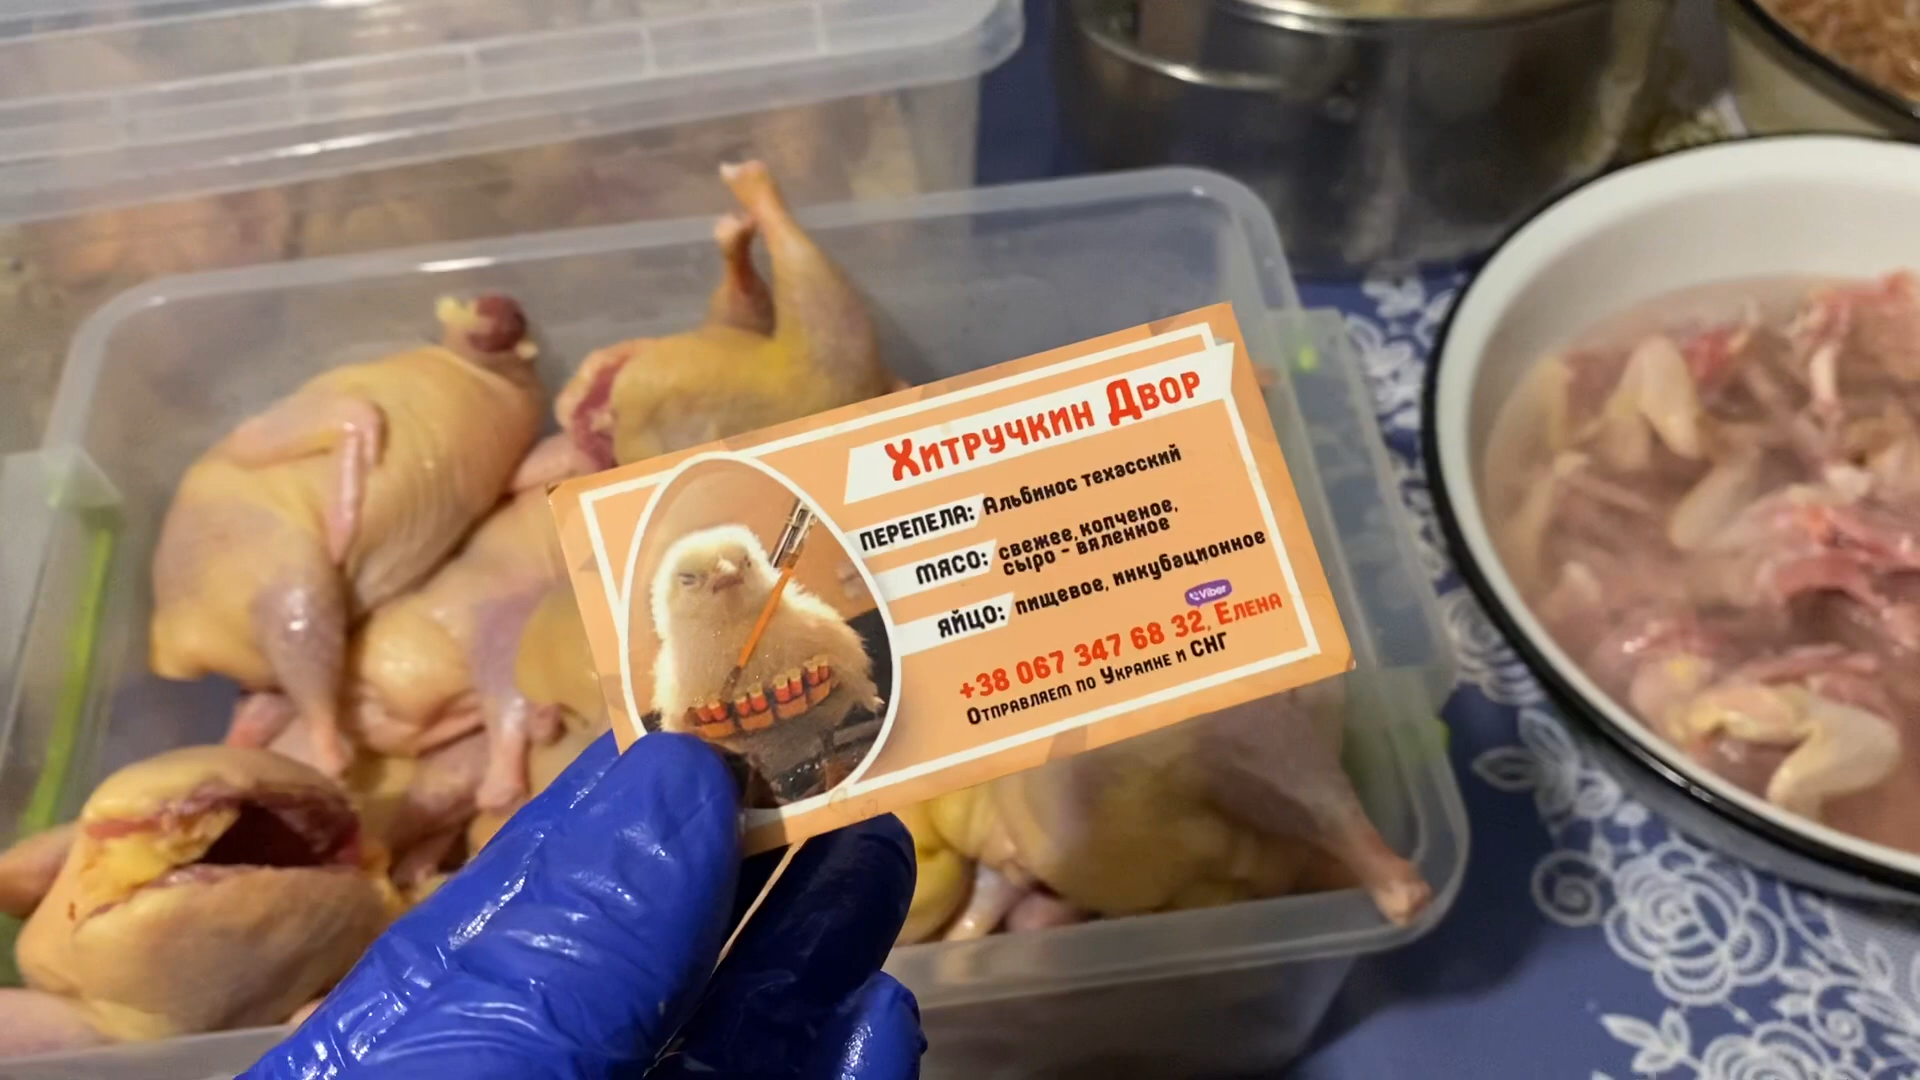 Хитручкин Двор
ПЕРЕПЕЛА: Альбинос техасский
МЯСО: свежее, копченое,
сыро - вяленное
ЯЙЦО: пищевое, инкубационное
Viber
+38 067 347 68 32, Елена
Отправляем по Украине и СНГ